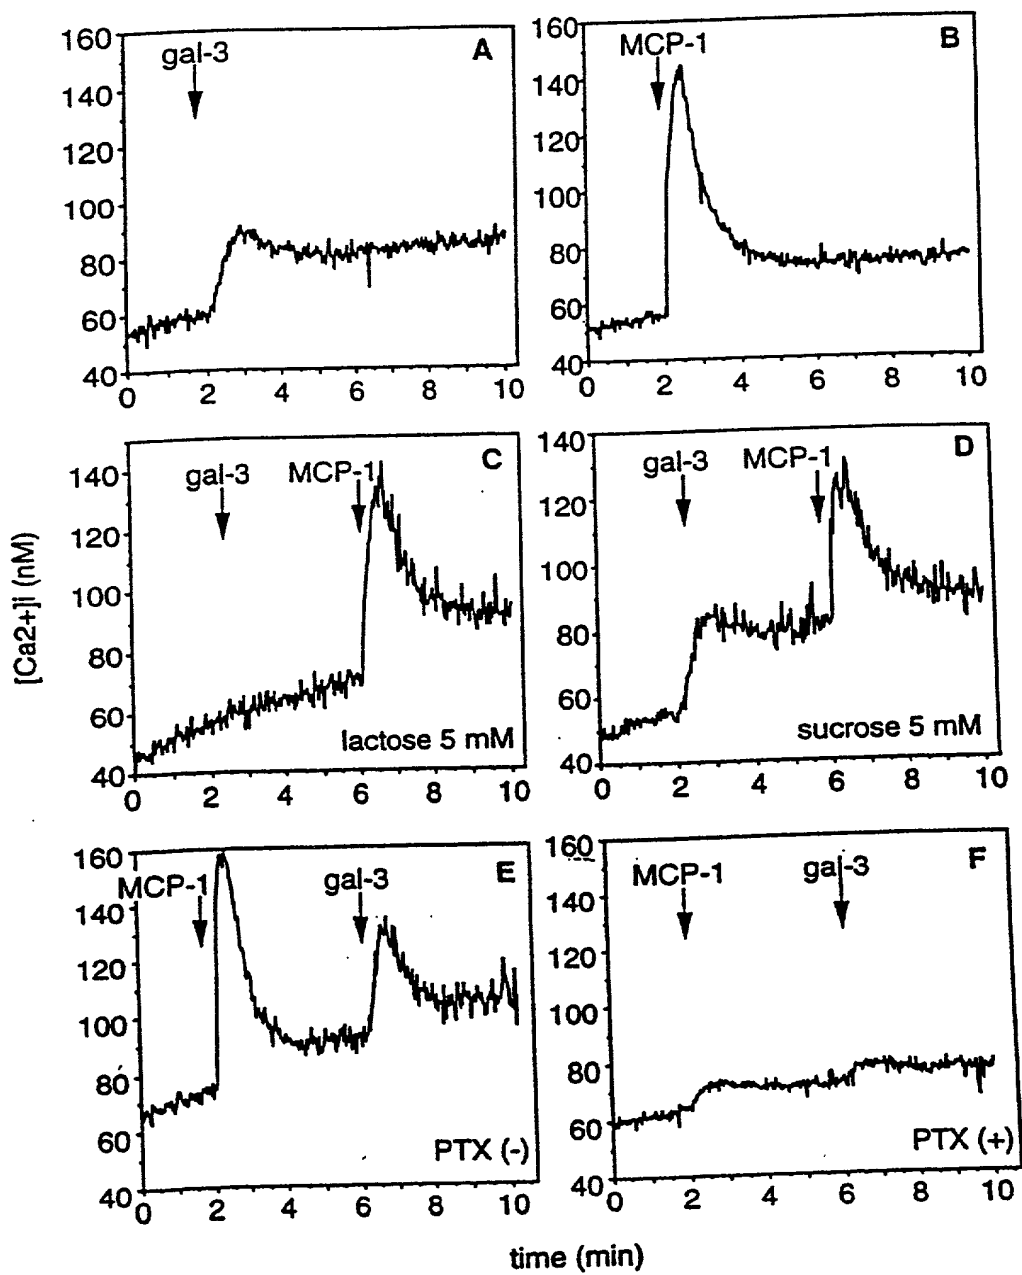 A
gal-3
160
140
120
100
80
60
40
0 2 4 6 8 10
B
MCP-1
160
140
120
100
80
60
40
0 2 4 6 8 10
C
gal-3 MCP-1
140
120
100
80
60
40
lactose 5 mM
0 2 4 6 8 10
D
gal-3 MCP-1
140
120
100
80
60
40
sucrose 5 mM
0 2 4 6 8 10
[Ca2+]i (nM)
E
MCP-1 gal-3
160
140
120
100
80
60
40
PTX (-)
0 2 4 6 8 10
F
MCP-1 gal-3
160
140
120
100
80
60
40
PTX (+)
0 2 4 6 8 10
time (min)